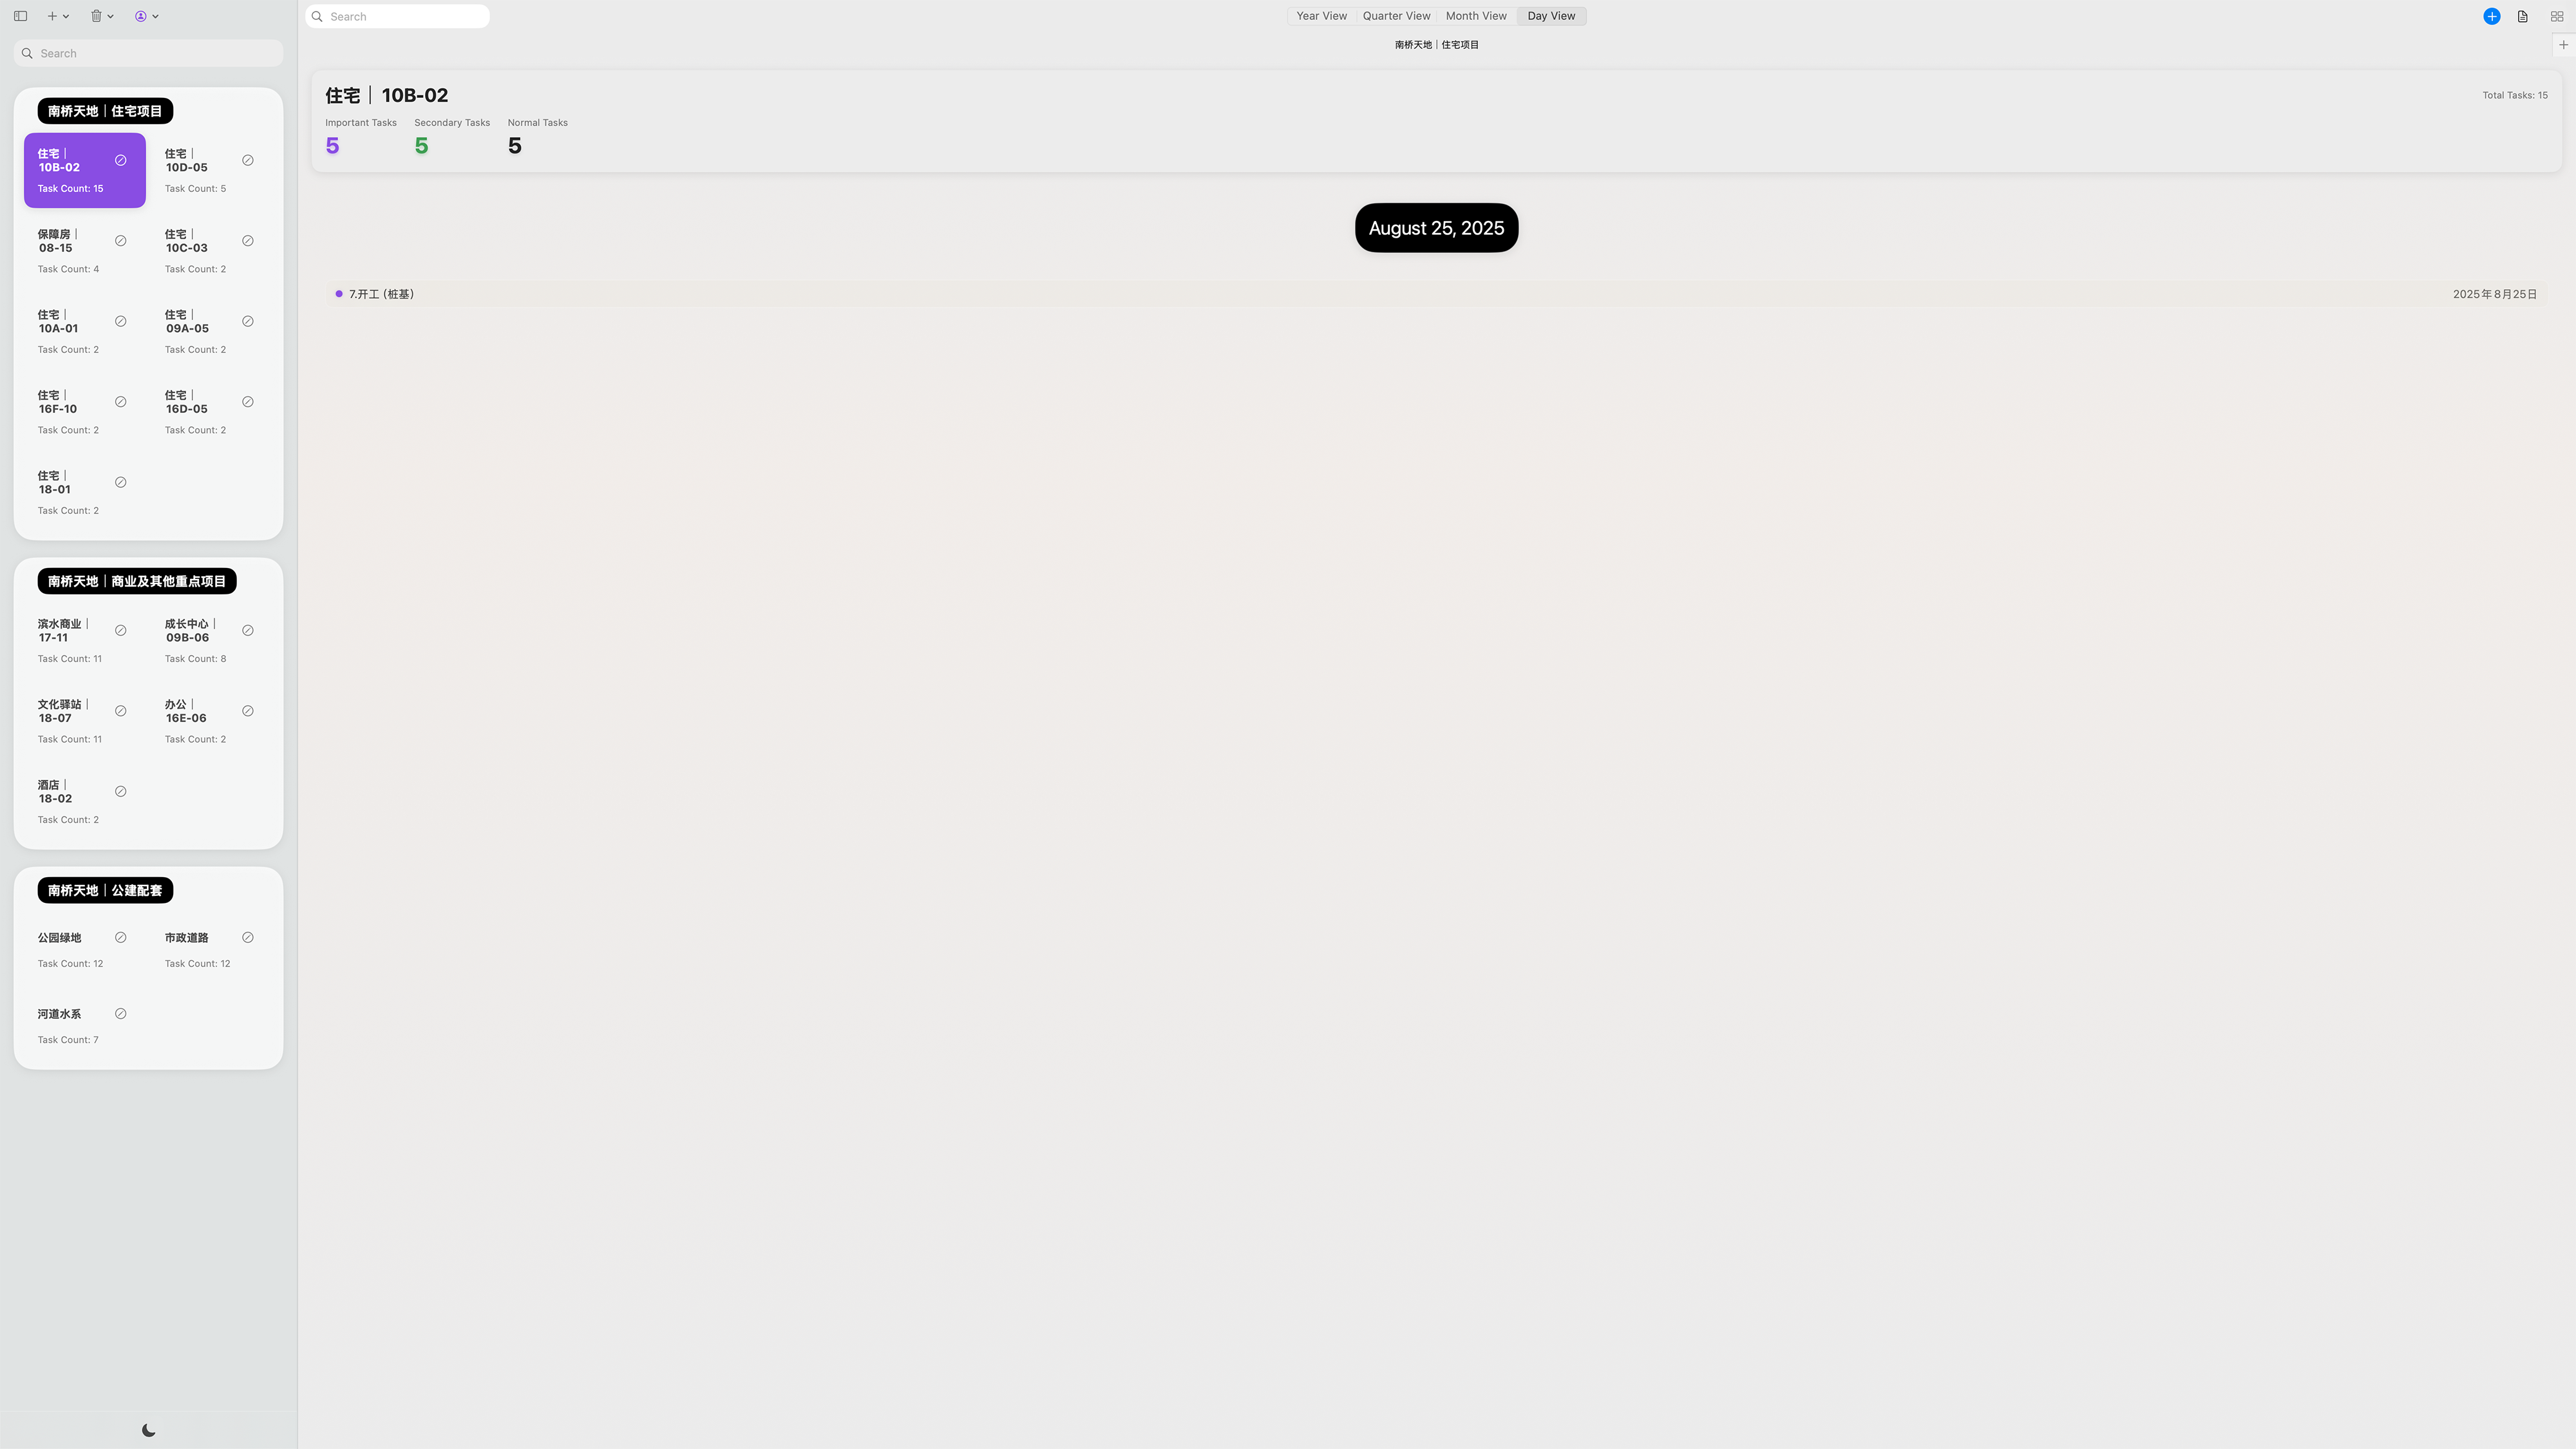 Search
南桥天地｜住宅项目
住宅｜
10B-02
Task Count: 15
住宅｜
10D-05
Task Count: 5
保障房｜
08-15
Task Count: 4
住宅｜
10C-03
Task Count: 2
住宅｜
10A-01
Task Count: 2
住宅｜
09A-05
Task Count: 2
住宅｜
16F-10
Task Count: 2
住宅｜
16D-05
Task Count: 2
住宅｜
18-01
Task Count: 2
南桥天地｜商业及其他重点项目
滨水商业｜
17-11
Task Count: 11
成长中心｜
09B-06
Task Count: 8
文化驿站｜
18-07
Task Count: 11
办公｜
16E-06
Task Count: 2
酒店｜
18-02
Task Count: 2
南桥天地｜公建配套
公园绿地
Task Count: 12
市政道路
Task Count: 12
河道水系
Task Count: 7
Search
Year View
Quarter View
Month View
Day View
南桥天地｜住宅项目
住宅｜10B-02
Total Tasks: 15
Important Tasks
5
Secondary Tasks
5
Normal Tasks
5
August 25, 2025
7.开工 (桩基)
2025年8月25日